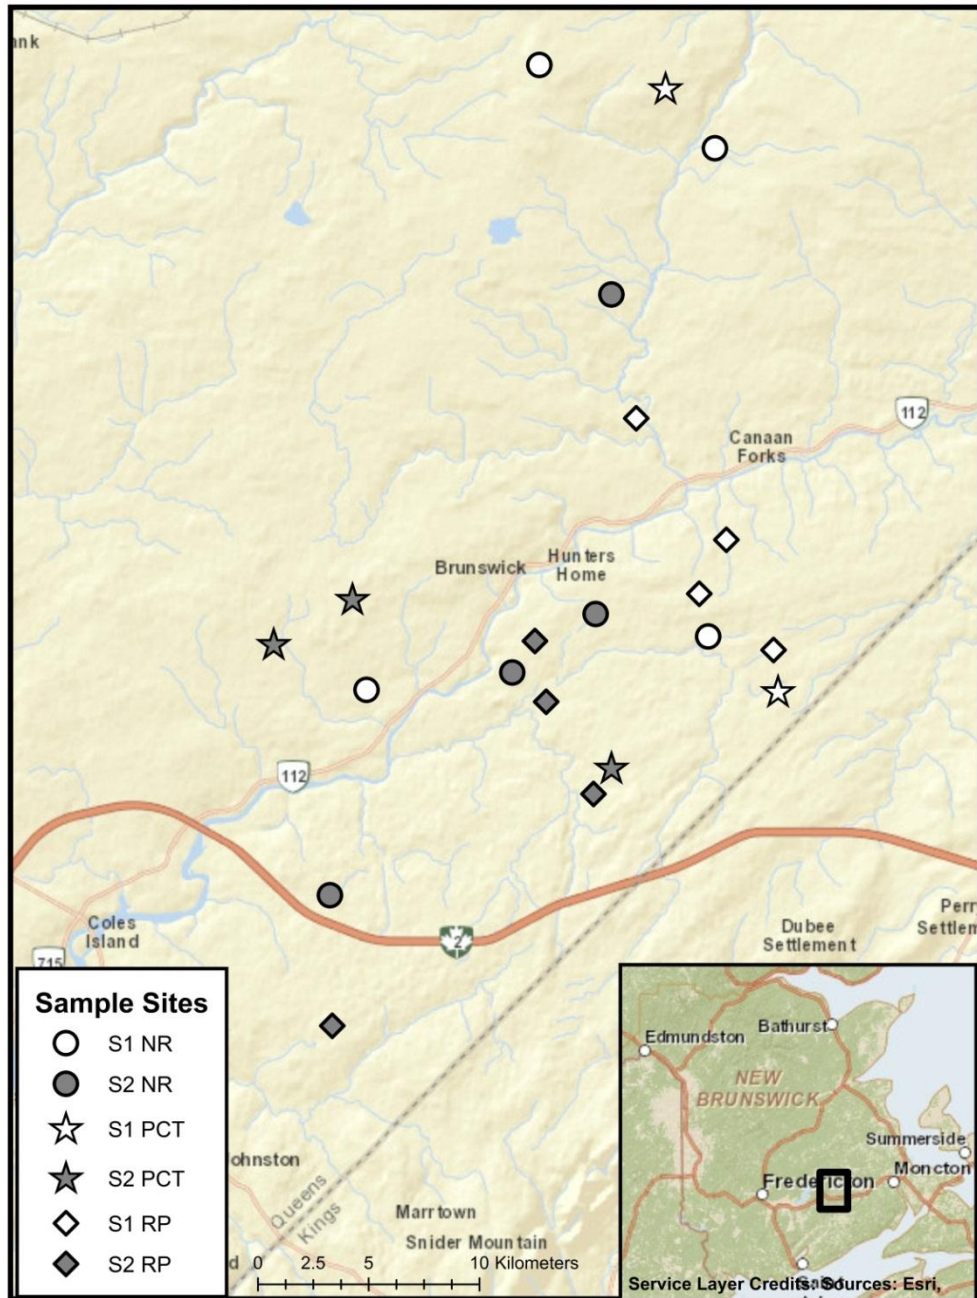 ank
112
Canaan
Forks
Brunswick
Hunters
Home
112
Coles
Island
2
Dubee
Settlement
Perr
Settlem
715
Sample Sites
S1 NR
S2 NR
S1 PCT
S2 PCT
S1 RP
S2 RP
ohnston
Queens
Kings
Marrtown
Snider Mountain
d
0 2.5 5 10 Kilometers
Edmundston
Bathurst
NEW
BRUNSWICK
Summerside
Moncton
Fredericton
Service Layer Credits: Sources: Esri,